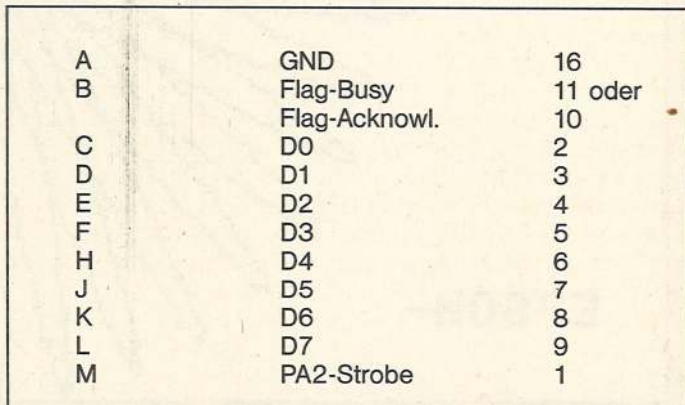 A GND 16
B Flag-Busy 11 oder
Flag-Acknowl. 10
C D0 2
D D1 3
E D2 4
F D3 5
H D4 6
J D5 7
K D6 8
L D7 9
M PA2-Strobe 1